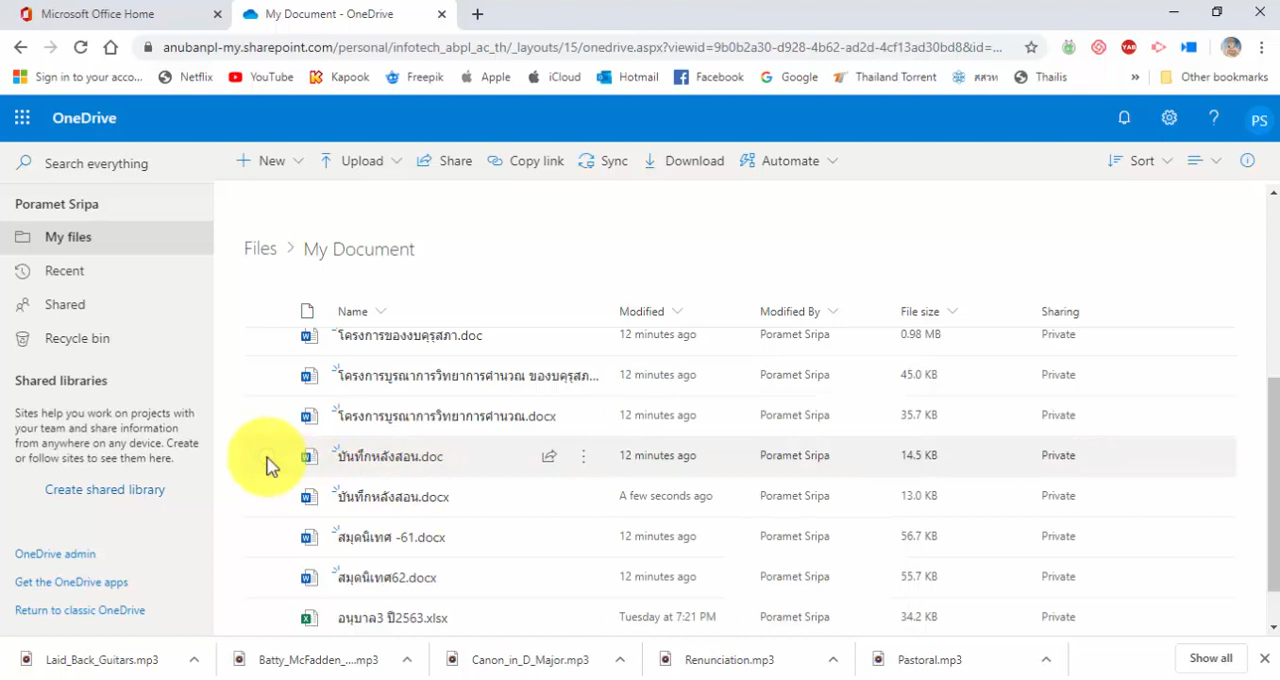 Microsoft Office Home
My Document - OneDrive
anubanpl-my.sharepoint.com/personal/infotech_abpl_ac_th/_layouts/15/onedrive.aspx?viewid=9b0b2a30-d928-4b62-ad2d-4cf13ad30bd8&id=...
Sign in to your acco... Netflix YouTube Kapook Freepik Apple iCloud Hotmail Facebook Google Thailand Torrent สสวท Thailis » Other bookmarks
OneDrive ? PS
Search everything New Upload Share Copy link Sync Download Automate Sort
Poramet Sripa
My files
Recent
Shared
Recycle bin
Shared libraries
Sites help you work on projects with
your team and share information
from anywhere on any device. Create
or follow sites to see them here.
Create shared library
OneDrive admin
Get the OneDrive apps
Return to classic OneDrive
Files > My Document
Name Modified Modified By File size Sharing
โครงการของงบคุรุสภา.doc 12 minutes ago Poramet Sripa 0.98 MB Private
โครงการบูรณาการวิทยาการคำนวณ ของบคุรุสภ... 12 minutes ago Poramet Sripa 45.0 KB Private
โครงการบูรณาการวิทยาการคำนวณ.docx 12 minutes ago Poramet Sripa 35.7 KB Private
บันทึกหลังสอน.doc 12 minutes ago Poramet Sripa 14.5 KB Private
บันทึกหลังสอน.docx A few seconds ago Poramet Sripa 13.0 KB Private
สมุดนิเทศ -61.docx 12 minutes ago Poramet Sripa 56.7 KB Private
สมุดนิเทศ62.docx 12 minutes ago Poramet Sripa 55.7 KB Private
อนุบาล3 ปี2563.xlsx Tuesday at 7:21 PM Poramet Sripa 34.2 KB Private
Laid_Back_Guitars.mp3 Batty_McFadden_....mp3 Canon_in_D_Major.mp3 Renunciation.mp3 Pastoral.mp3 Show all